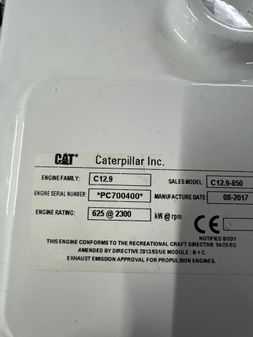 CAT Caterpillar Inc.
ENGINE FAMILY: C12.9 SALES MODEL: C12.9-850
ENGINE SERIAL NUMBER: *PC700400* MANUFACTURE DATE: 08-2017
ENGINE RATING: 625 @ 2300 kW @ rpm CE
NOTIFIED BODY
THIS ENGINE CONFORMS TO THE RECREATIONAL CRAFT DIRECTIVE 94/25/EC
AMENDED BY DIRECTIVE 2013/53/UE MODULE : B + C
EXHAUST EMISSION APPROVAL FOR PROPULSION ENGINES.